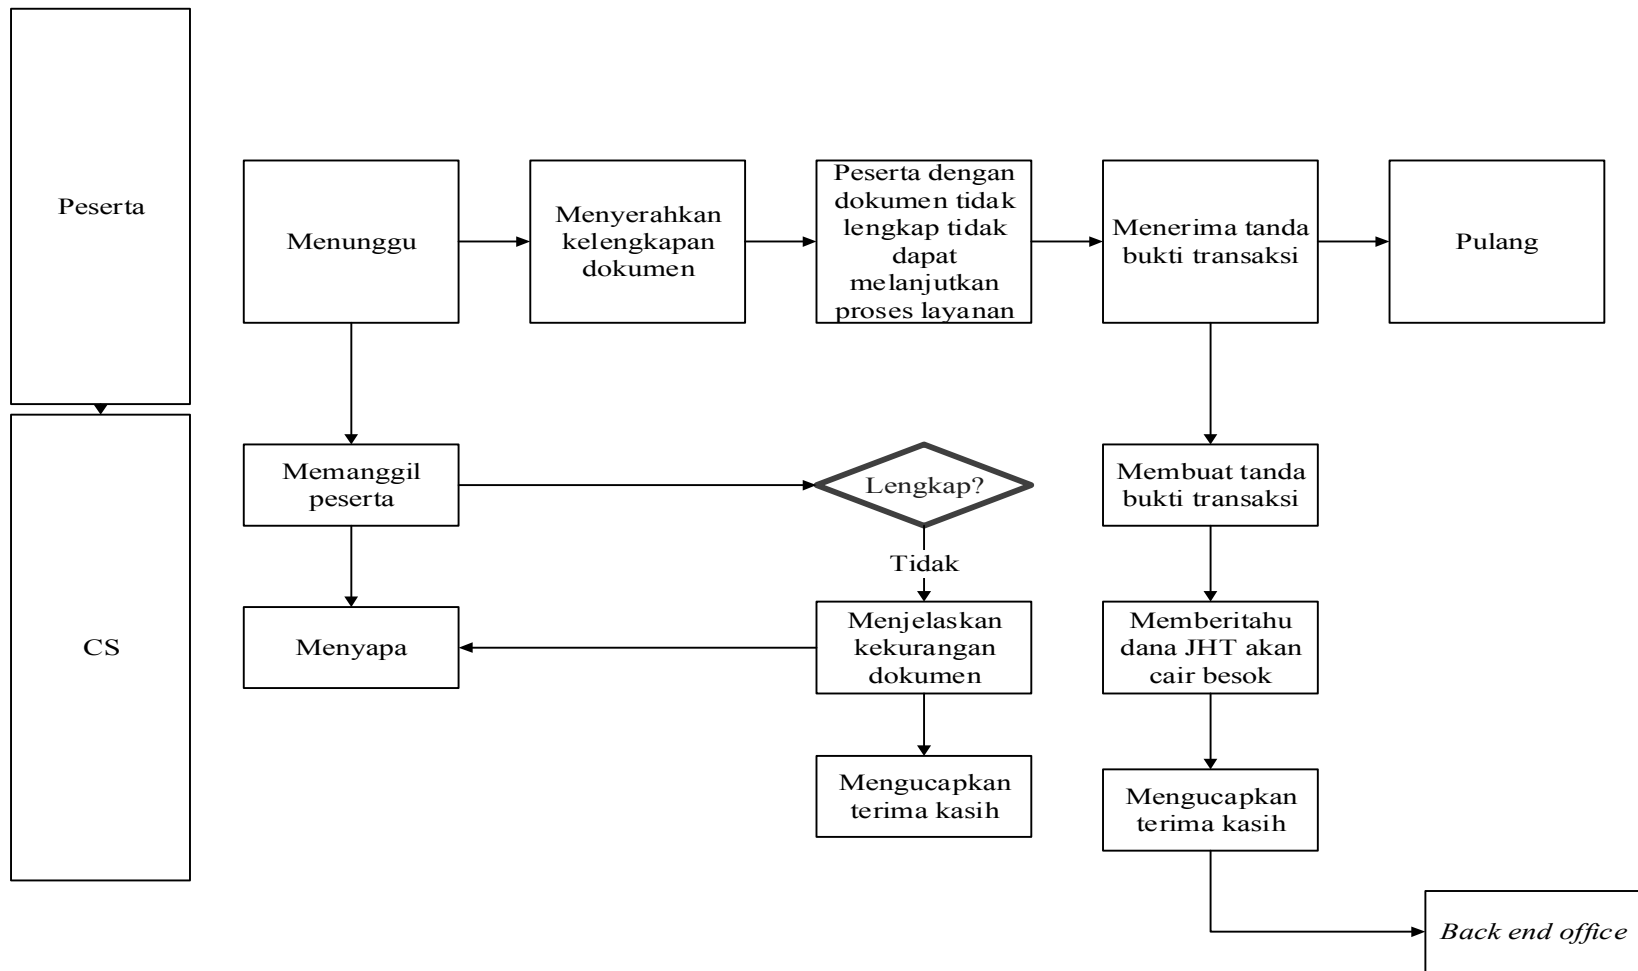 Peserta
Menunggu
Menyerahkan
kelengkapan
dokumen
Peserta dengan
dokumen tidak
lengkap tidak
dapat
melanjutkan
proses layanan
Menerima tanda
bukti transaksi
Pulang
CS
Memanggil
peserta
Lengkap?
Membuat tanda
bukti transaksi
Tidak
Menyapa
Menjelaskan
kekurangan
dokumen
Memberitahu
dana JHT akan
cair besok
Mengucapkan
terima kasih
Mengucapkan
terima kasih
Back end office